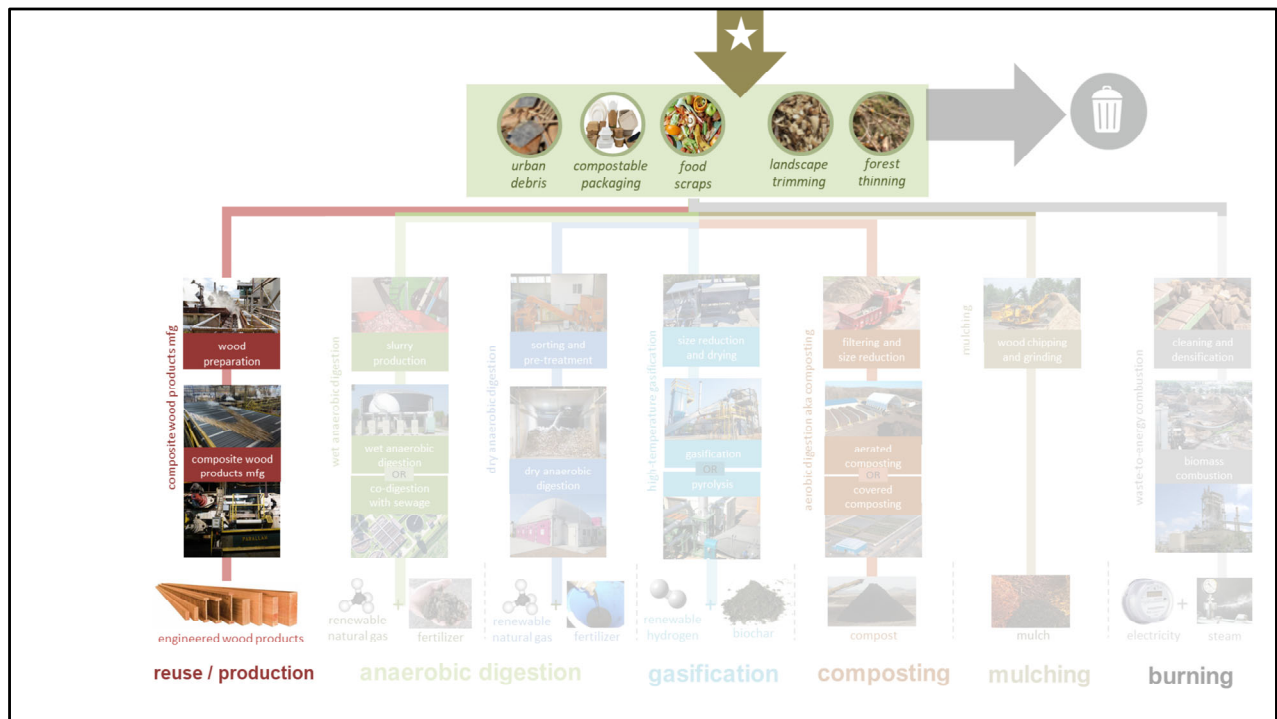 urban
debris
compostable
packaging
food
scraps
landscape
trimming
forest
thinning
composite wood products mfg
wood
preparation
composite wood
products mfg
engineered wood products
reuse / production
wet anaerobic digestion
slurry
production
wet anaerobic
digestion
OR
co-digestion
with sewage
renewable
natural gas
+
fertilizer
dry anaerobic digestion
sorting and
pre-treatment
dry anaerobic
digestion
renewable
natural gas
+
fertilizer
anaerobic digestion
high-temperature gasification
size reduction
and drying
gasification
OR
pyrolysis
renewable
hydrogen
+
biochar
gasification
aerobic digestion aka composting
filtering and
size reduction
aerated
composting
OR
covered
composting
compost
composting
mulching
wood chipping
and grinding
mulch
mulching
waste-to-energy combustion
cleaning and
densification
biomass
combustion
electricity
+
steam
burning